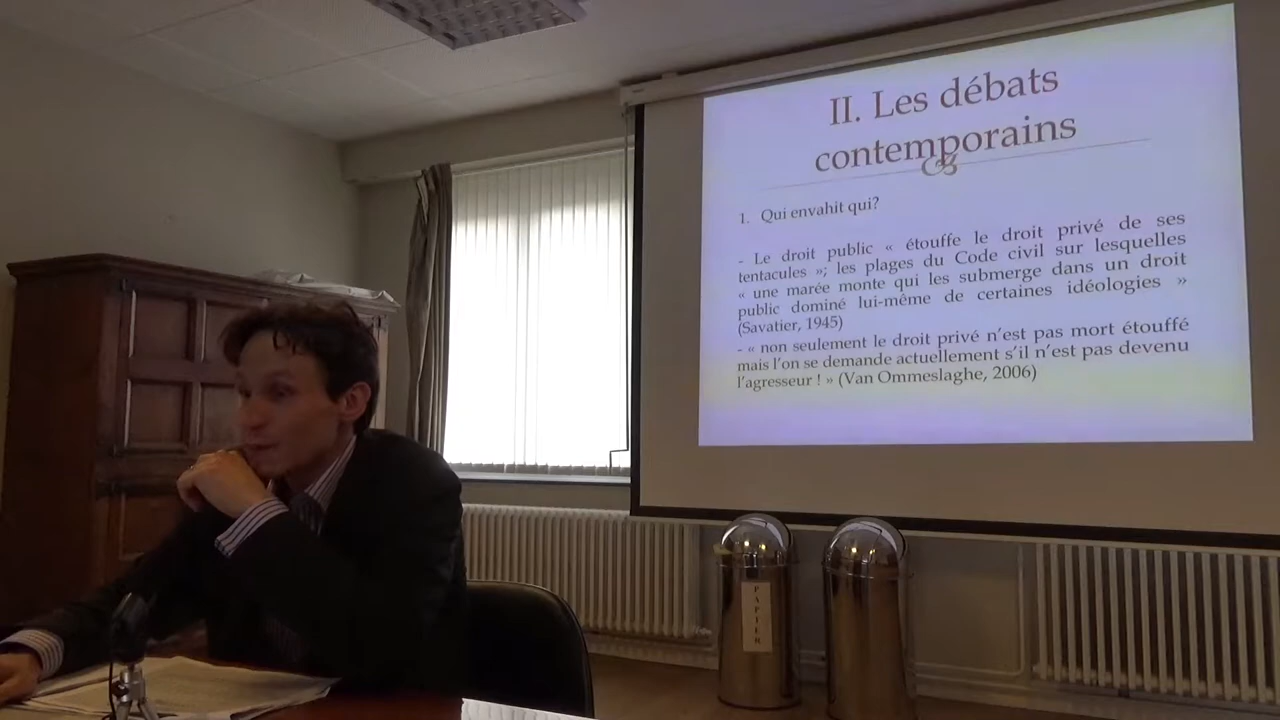 II. Les débats
contemporains
1. Qui envahit qui?
- Le droit public « étouffe le droit privé de ses
tentacules »; les plages du Code civil sur lesquelles
« une marée monte qui les submerge dans un droit
public dominé lui-même de certaines idéologies »
(Savatier, 1945)
- « non seulement le droit privé n'est pas mort étouffé
mais l'on se demande actuellement s'il n'est pas devenu
l'agresseur ! » (Van Ommeslaghe, 2006)
PAPIER